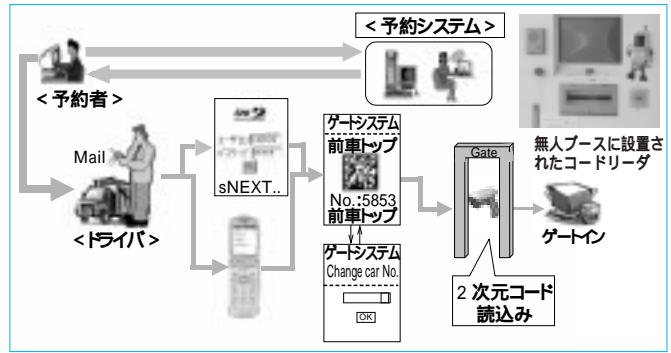 <予約システム>
<予約者>
Mail
<ドライバ>
sNEXT..
ゲートシステム
前車トップ
No.:5853
前車トップ
ゲートシステム
Change car No.
OK
Gate
2 次元コード
読込み
無人ブースに設置さ
れたコードリーダ
ゲートイン